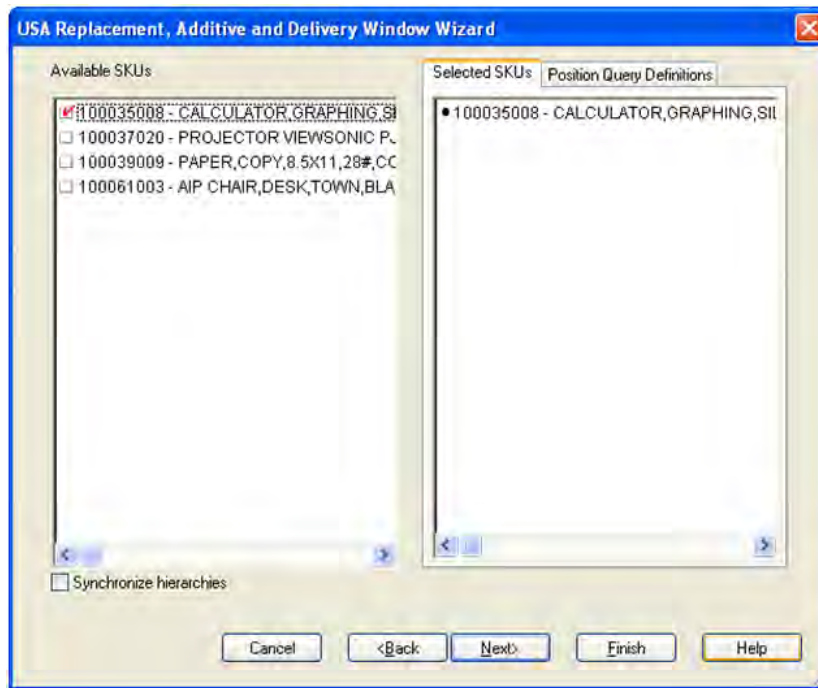 USA Replacement, Additive and Delivery Window Wizard
Available SKUs
100035008 - CALCULATOR,GRAPHING,SI
100037020 - PROJECTOR VIEWSONIC PJ
100039009 - PAPER,COPY,8.5X11,28#,CO
100061003 - AIP CHAIR,DESK,TOWN,BLA
Synchronize hierarchies
Selected SKUs Position Query Definitions
100035008 - CALCULATOR,GRAPHING,SIL
Cancel <Back Next> Finish Help